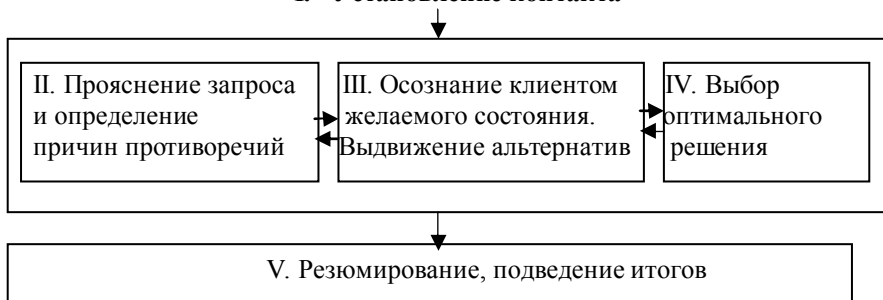 II. Прояснение запроса
и определение
причин противоречий
III. Осознание клиентом
желаемого состояния.
Выдвижение альтернатив
IV. Выбор
оптимального
решения
V. Резюмирование, подведение итогов